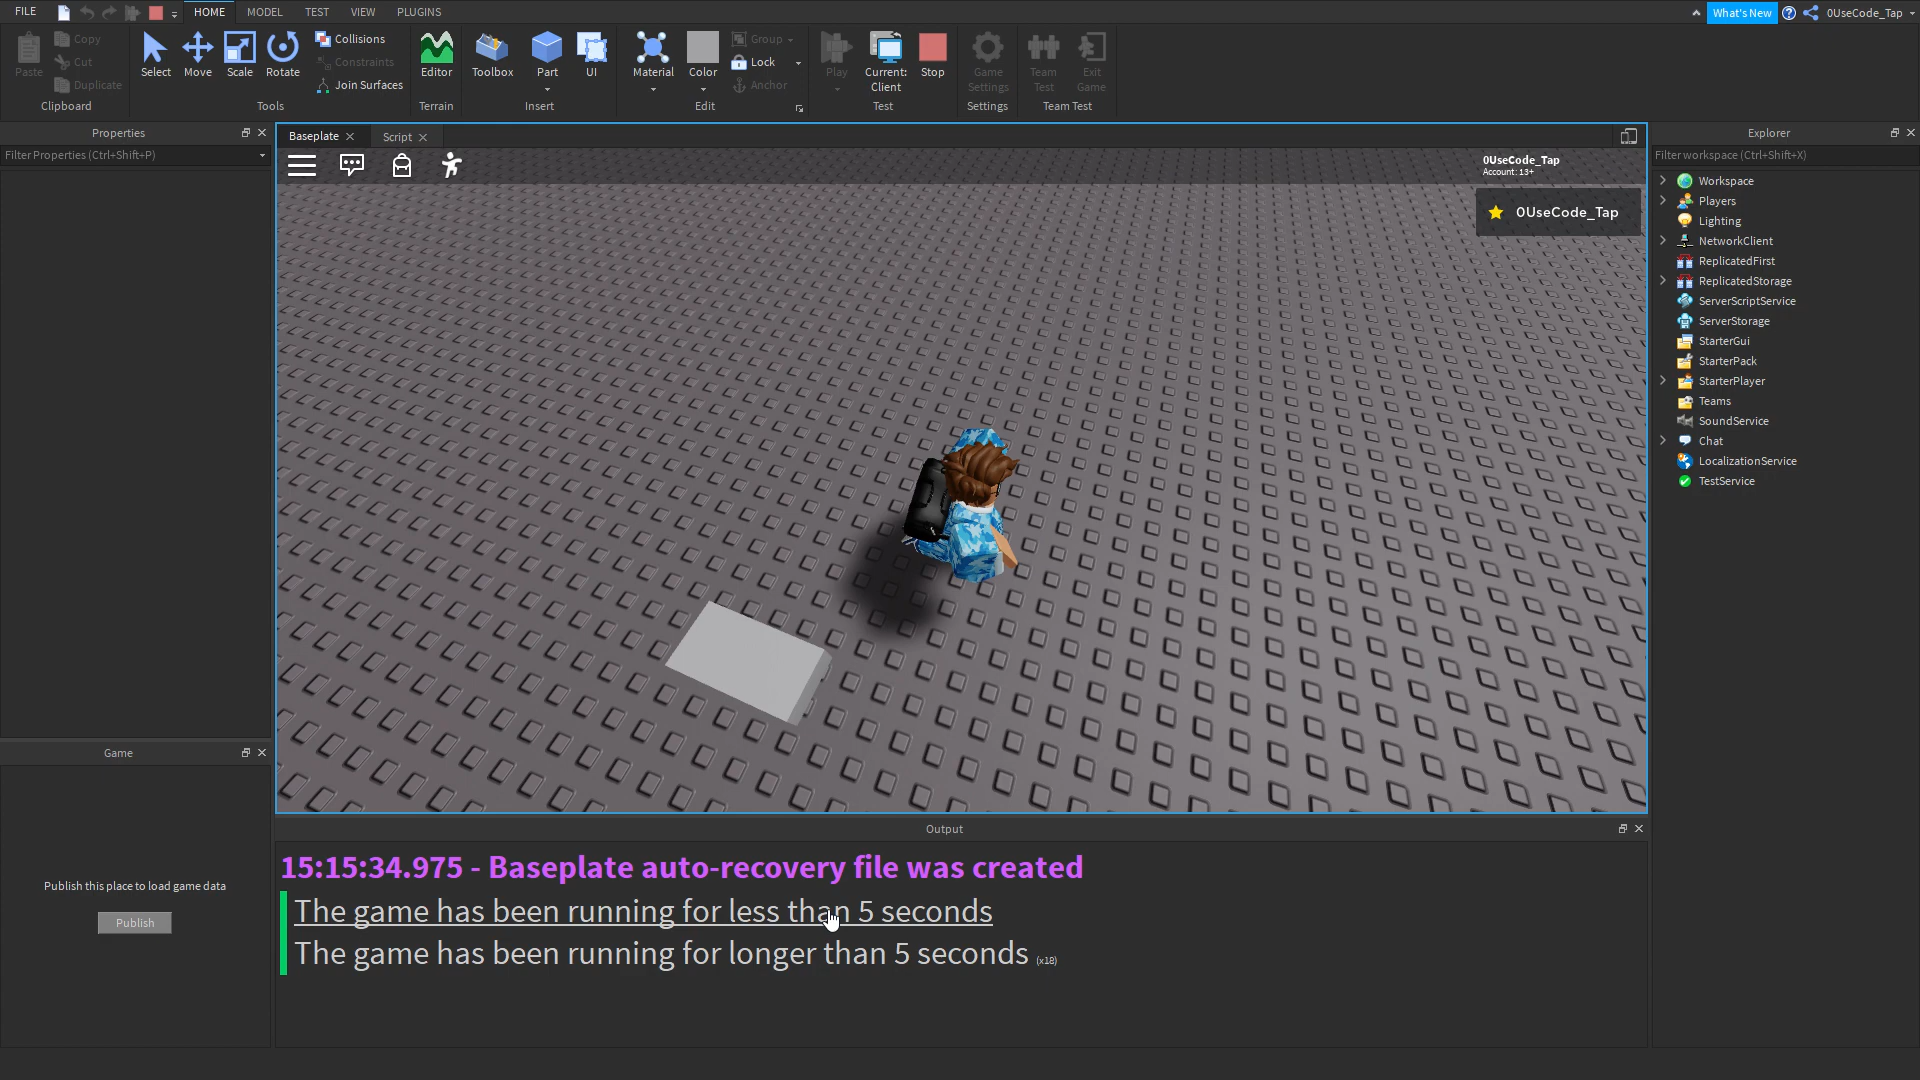 FILE HOME MODEL TEST VIEW PLUGINS What's New 0UseCode_Tap
Paste Copy Cut Duplicate
Clipboard
Select Move Scale Rotate Collisions Constraints Join Surfaces
Tools
Editor
Terrain
Toolbox Part UI
Insert
Material Color Group Lock Anchor
Edit
Play Current: Client Stop
Test
Game Settings
Settings
Team Test Exit Game
Team Test
Properties
Filter Properties (Ctrl+Shift+P)
Baseplate Script
0UseCode_Tap
Account: 13+
0UseCode_Tap
Explorer
Filter workspace (Ctrl+Shift+X)
Workspace
Players
Lighting
NetworkClient
ReplicatedFirst
ReplicatedStorage
ServerScriptService
ServerStorage
StarterGui
StarterPack
StarterPlayer
Teams
SoundService
Chat
LocalizationService
TestService
Game
Publish this place to load game data
Publish
Output
15:15:34.975 - Baseplate auto-recovery file was created
The game has been running for less than 5 seconds
The game has been running for longer than 5 seconds (x18)